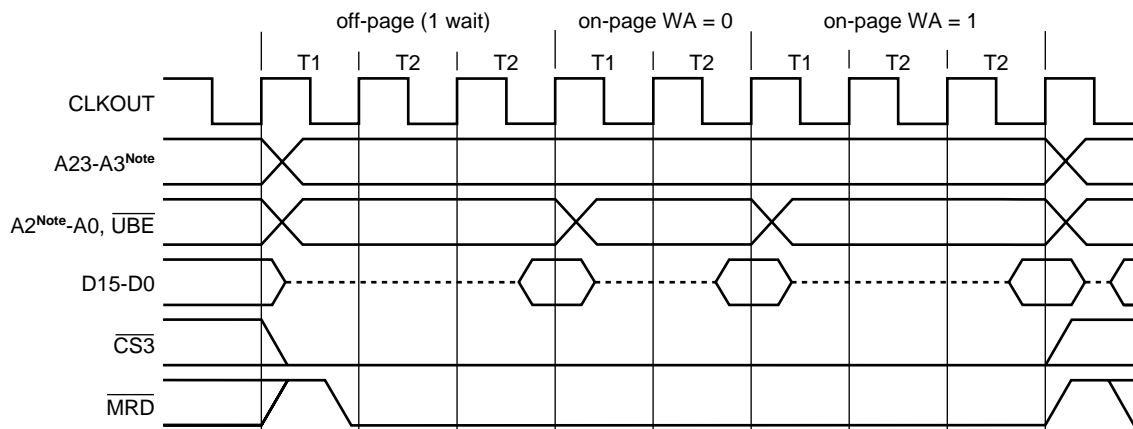 off-page (1 wait) on-page WA = 0 on-page WA = 1
T1 T2 T2 T1 T2 T1 T2 T2
CLKOUT
A23-A3Note
A2Note-A0, UBE
D15-D0
CS3
MRD